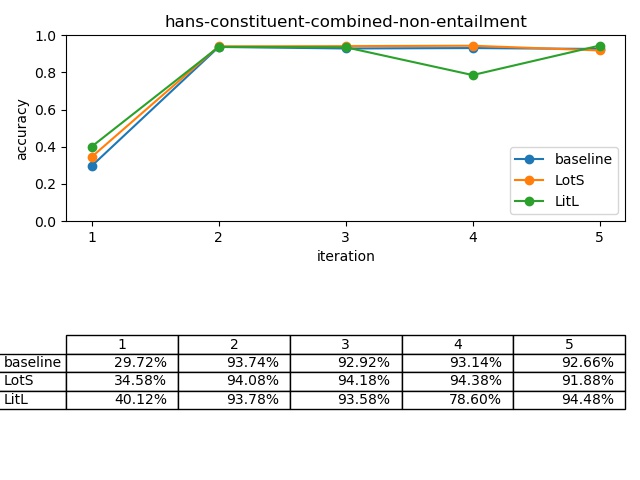 hans-constituent-combined-non-entailment
1.0
0.8
0.6
0.4
0.2
0.0
accuracy
1 2 3 4 5
iteration
baseline
LotS
LitL
1 2 3 4 5
baseline 29.72% 93.74% 92.92% 93.14% 92.66%
LotS 34.58% 94.08% 94.18% 94.38% 91.88%
LitL 40.12% 93.78% 93.58% 78.60% 94.48%